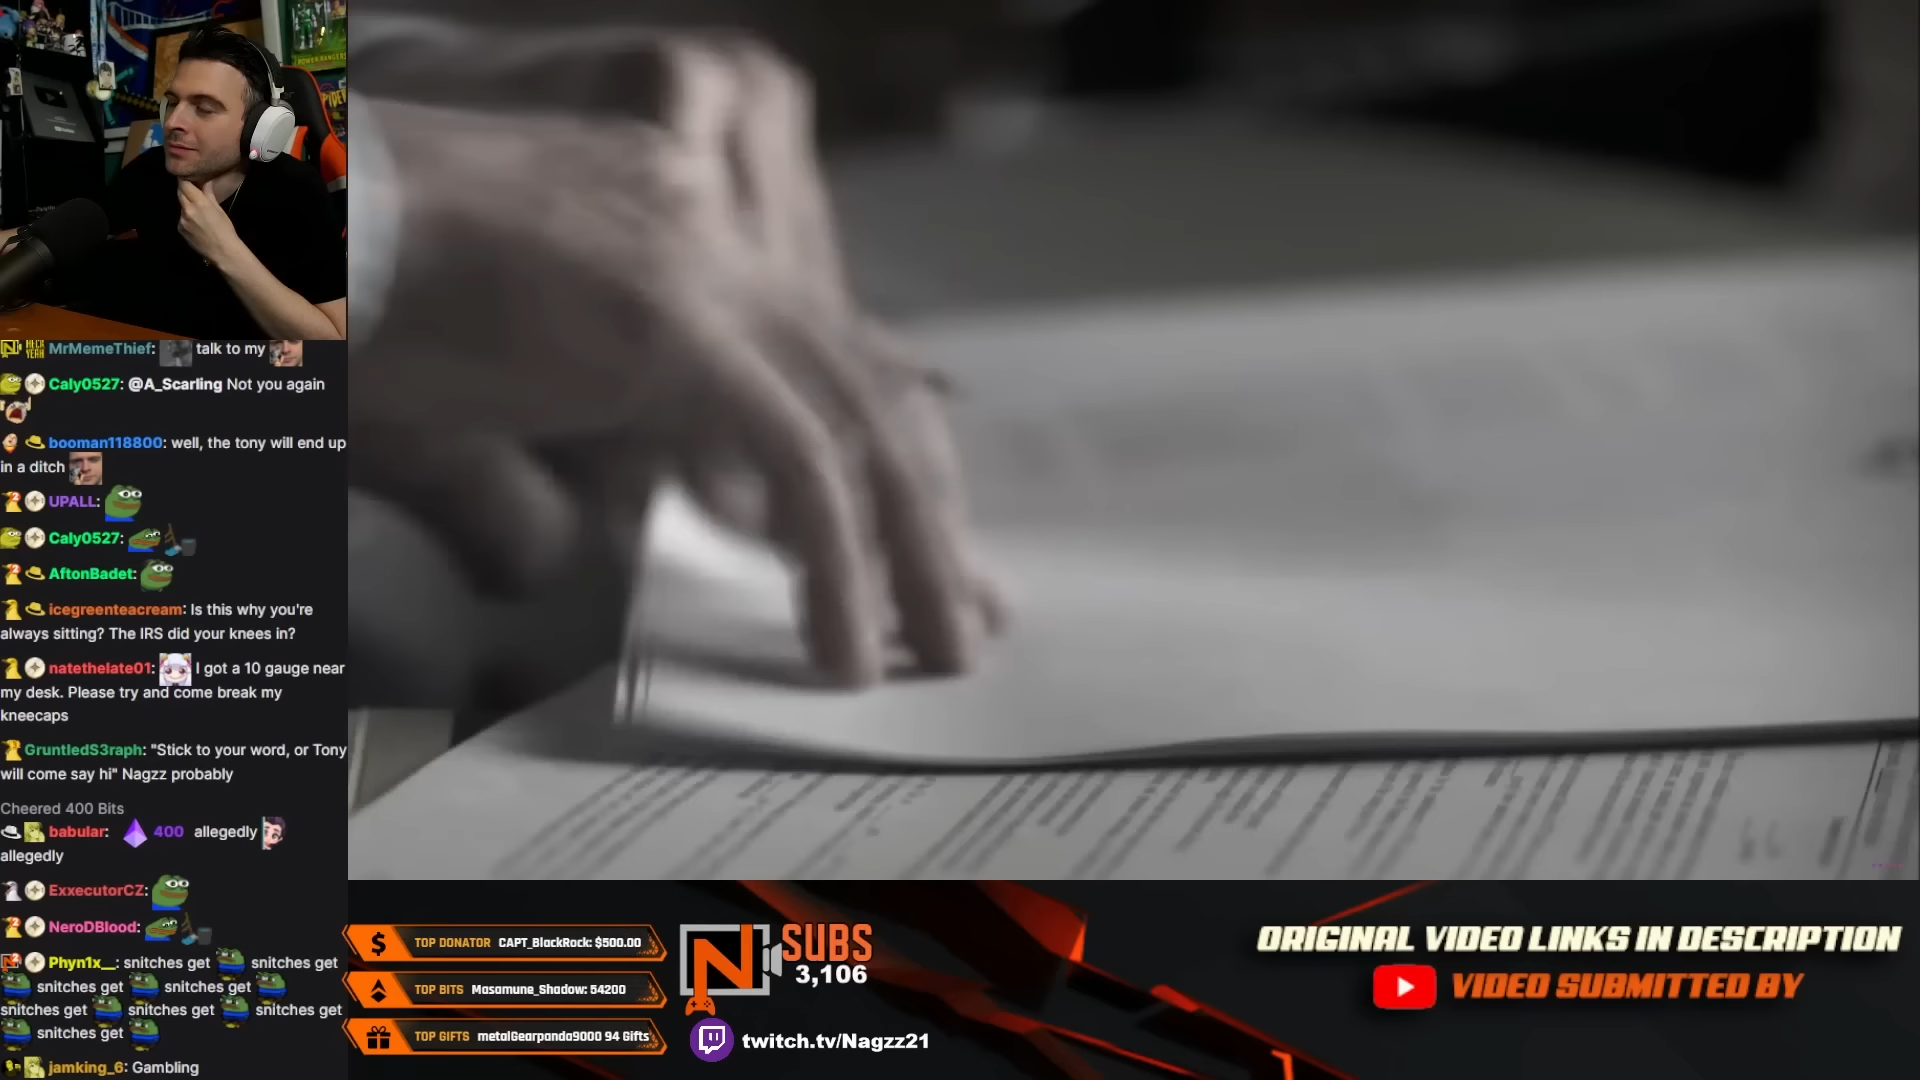 MrMemeThief: talk to my
Caly0527: @A_Scarling Not you again
booman118800: well, the tony will end up
in a ditch
UPALL:
Caly0527:
AftonBadet:
icegreenteacream: Is this why you're
always sitting? The IRS did your knees in?
natethelate01: I got a 10 gauge near
my desk. Please try and come break my
kneecaps
GruntledS3raph: "Stick to your word, or Tony
will come say hi" Nagzz probably
Cheered 400 Bits
babular: 400 allegedly
allegedly
ExxecutorCZ:
NeroDBlood:
Phyn1x__: snitches get snitches get
snitches get snitches get
snitches get snitches get snitches get
snitches get
jamking_6: Gambling
TOP DONATOR CAPT_BlackRock: $500.00
TOP BITS Masamune_Shadow: 54200
TOP GIFTS metalGearpanda9000 94 Gifts
SUBS
3,106
twitch.tv/Nagzz21
ORIGINAL VIDEO LINKS IN DESCRIPTION
VIDEO SUBMITTED BY